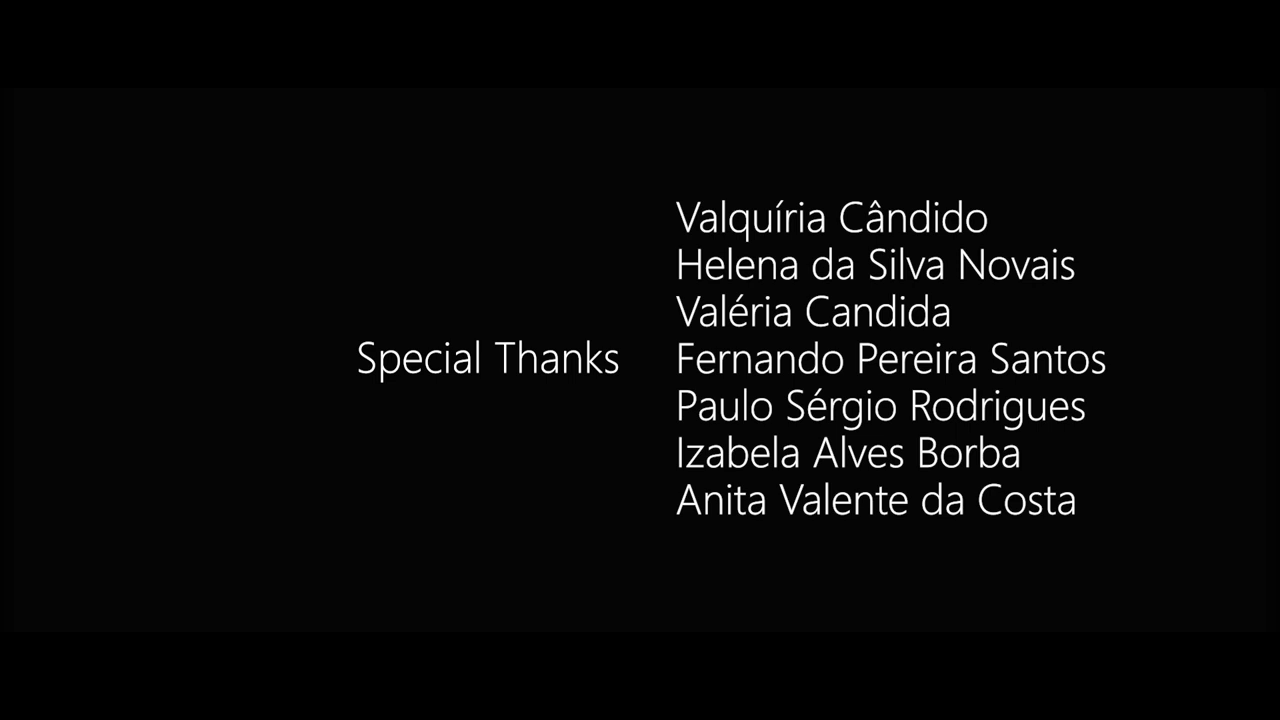 Valquíria Cândido
Helena da Silva Novais
Valéria Candida
Special Thanks Fernando Pereira Santos
Paulo Sérgio Rodrigues
Izabela Alves Borba
Anita Valente da Costa